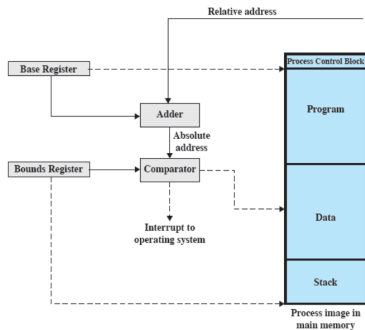 Relative address
Process Control Block
Base Register
Program
Adder
Absolute
address
Bounds Register
Comparator
Interrupt to
operating system
Data
Stack
Process image in
main memory